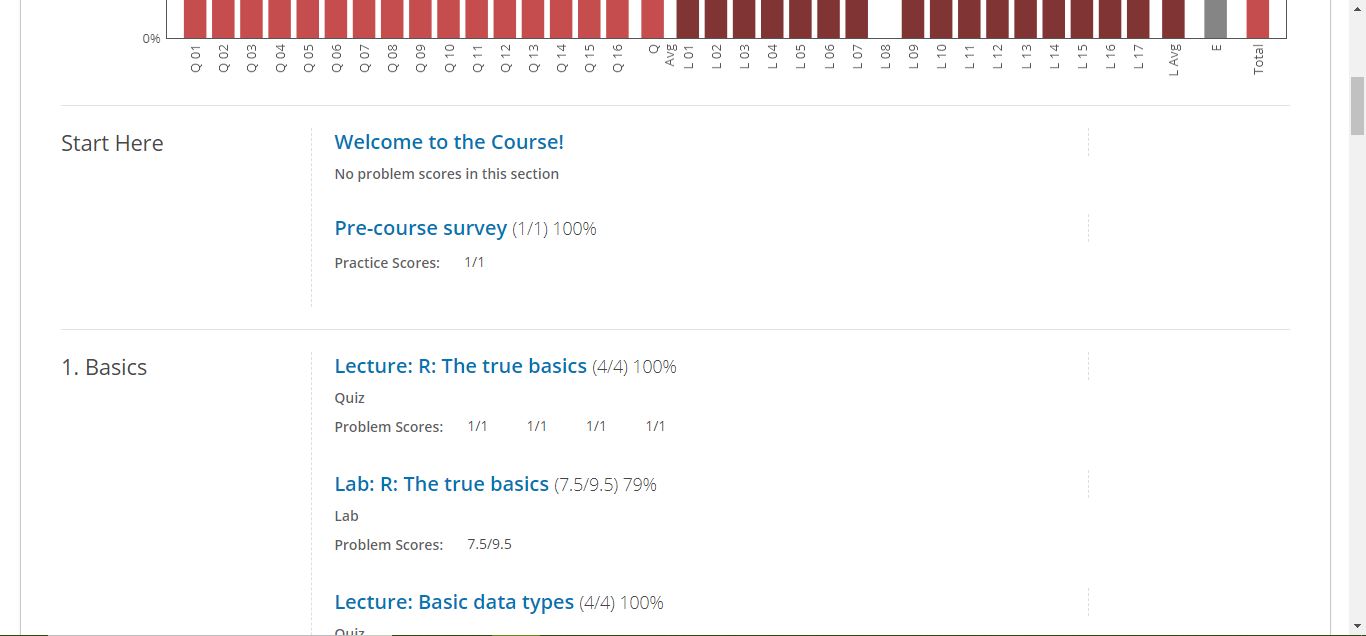 0%
Q 01 Q 02 Q 03 Q 04 Q 05 Q 06 Q 07 Q 08 Q 09 Q 10 Q 11 Q 12 Q 13 Q 14 Q 15 Q 16 Q Avg L 01 L 02 L 03 L 04 L 05 L 06 L 07 L 08 L 09 L 10 L 11 L 12 L 13 L 14 L 15 L 16 L 17 L Avg E Total
Start Here
Welcome to the Course!
No problem scores in this section
Pre-course survey (1/1) 100%
Practice Scores: 1/1
1. Basics
Lecture: R: The true basics (4/4) 100%
Quiz
Problem Scores: 1/1 1/1 1/1 1/1
Lab: R: The true basics (7.5/9.5) 79%
Lab
Problem Scores: 7.5/9.5
Lecture: Basic data types (4/4) 100%
Quiz